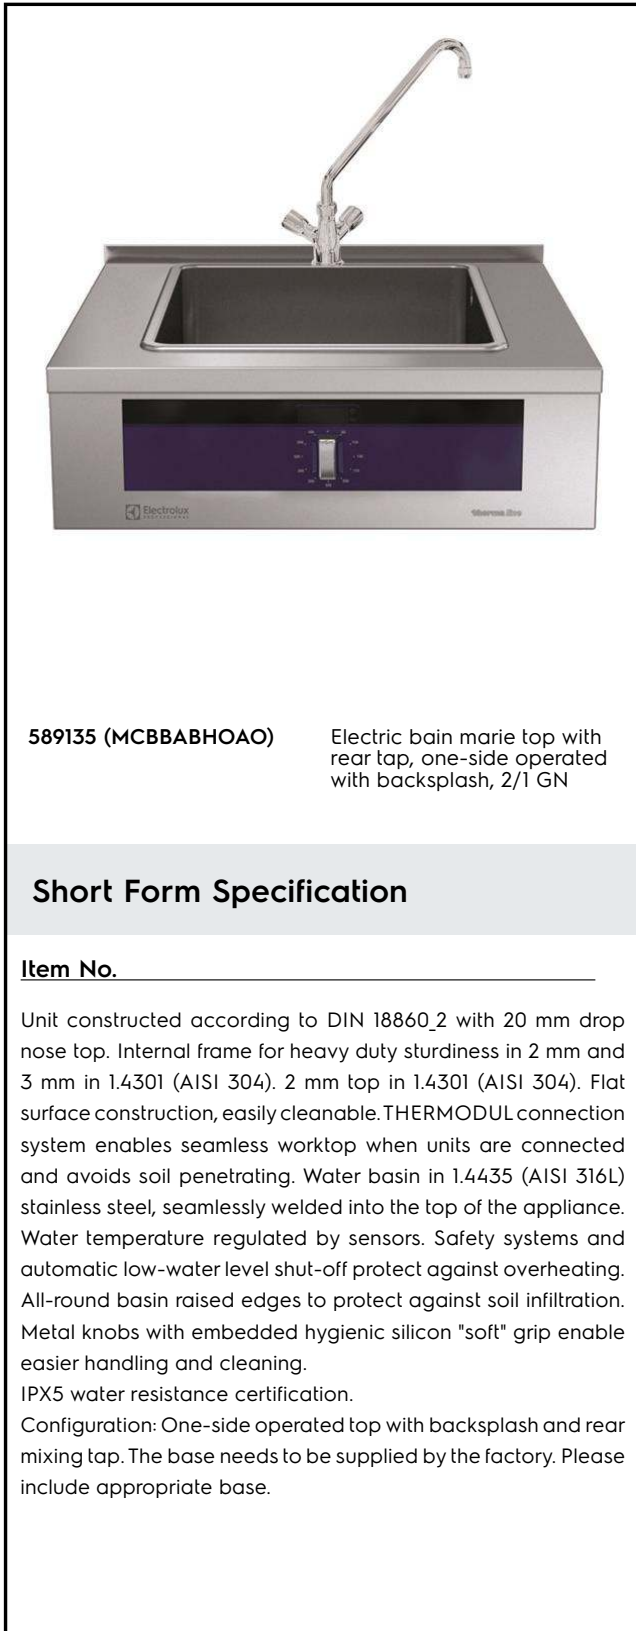 Electrolux
PROFESSIONAL
thermaline
589135 (MCBBABHOAO)
Electric bain marie top with
rear tap, one-side operated
with backsplash, 2/1 GN
Short Form Specification
Item No.
Unit constructed according to DIN 18860_2 with 20 mm drop
nose top. Internal frame for heavy duty sturdiness in 2 mm and
3 mm in 1.4301 (AISI 304). 2 mm top in 1.4301 (AISI 304). Flat
surface construction, easily cleanable. THERMODUL connection
system enables seamless worktop when units are connected
and avoids soil penetrating. Water basin in 1.4435 (AISI 316L)
stainless steel, seamlessly welded into the top of the appliance.
Water temperature regulated by sensors. Safety systems and
automatic low-water level shut-off protect against overheating.
All-round basin raised edges to protect against soil infiltration.
Metal knobs with embedded hygienic silicon "soft" grip enable
easier handling and cleaning.
IPX5 water resistance certification.
Configuration: One-side operated top with backsplash and rear
mixing tap. The base needs to be supplied by the factory. Please
include appropriate base.